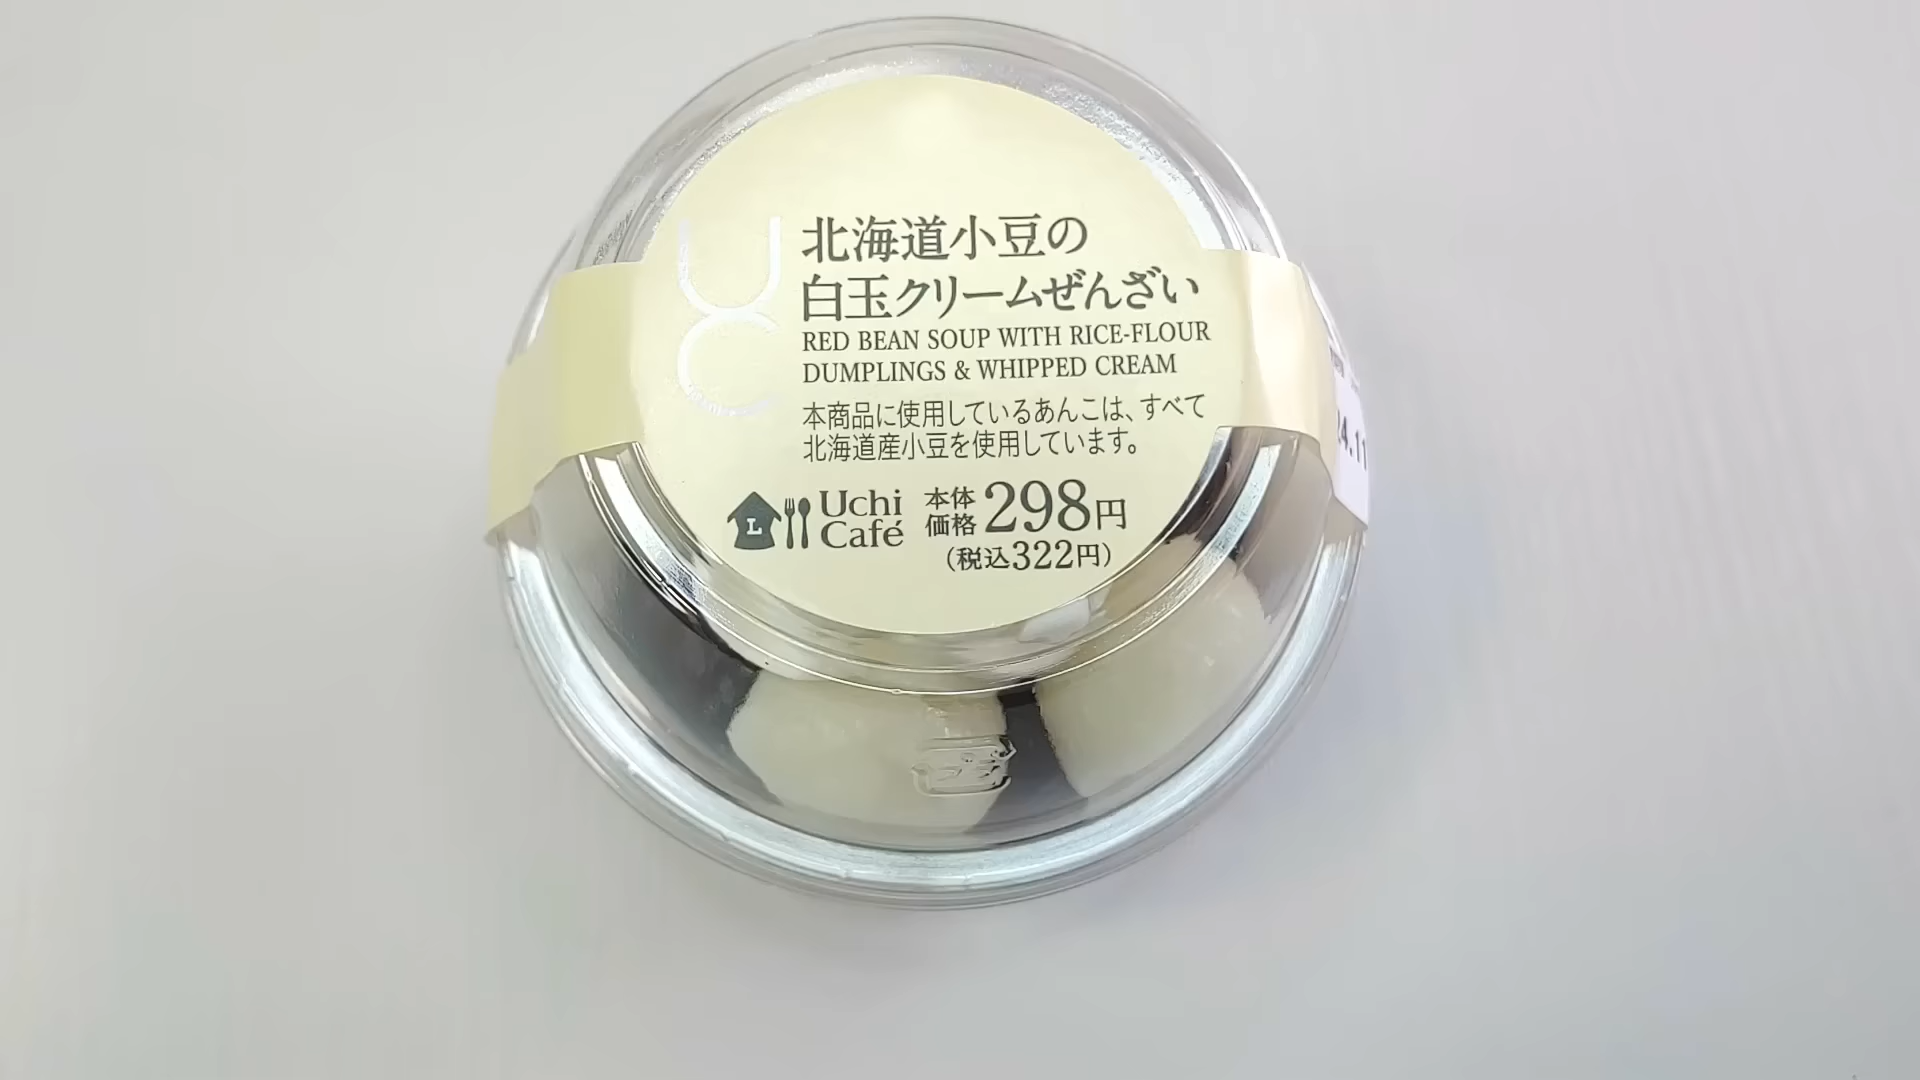 UC
北海道小豆の
白玉クリームぜんざい
RED BEAN SOUP WITH RICE-FLOUR
DUMPLINGS & WHIPPED CREAM
本商品に使用しているあんこは、すべて
北海道産小豆を使用しています。
L Uchi Café
本体価格 298円
(税込322円)
プラ